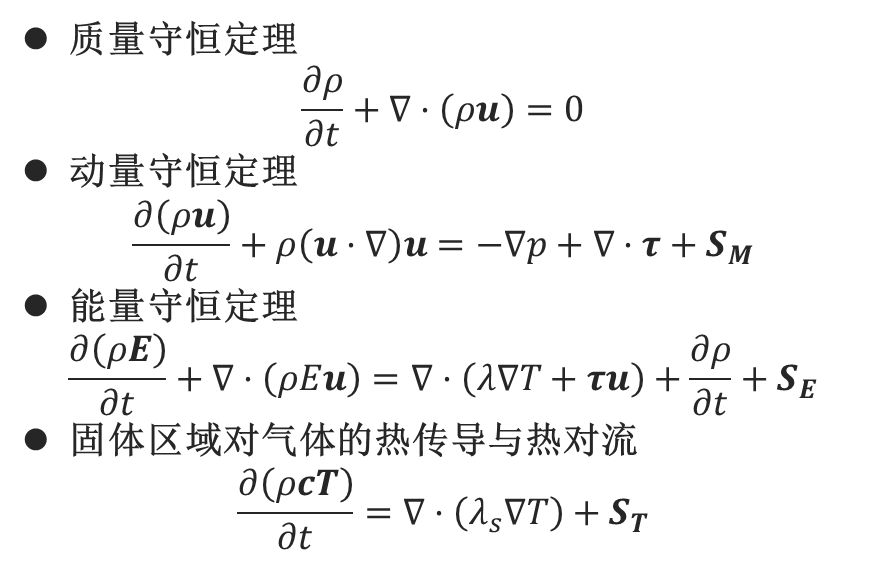 ● 质量守恒定理
∂ρ/∂t + ∇ · (ρu) = 0
● 动量守恒定理
∂(ρu)/∂t + ρ(u · ∇)u = −∇p + ∇ · τ + S_M
● 能量守恒定理
∂(ρE)/∂t + ∇ · (ρEu) = ∇ · (λ∇T + τu) + ∂ρ/∂t + S_E
● 固体区域对气体的热传导与热对流
∂(ρcT)/∂t = ∇ · (λ_s∇T) + S_T